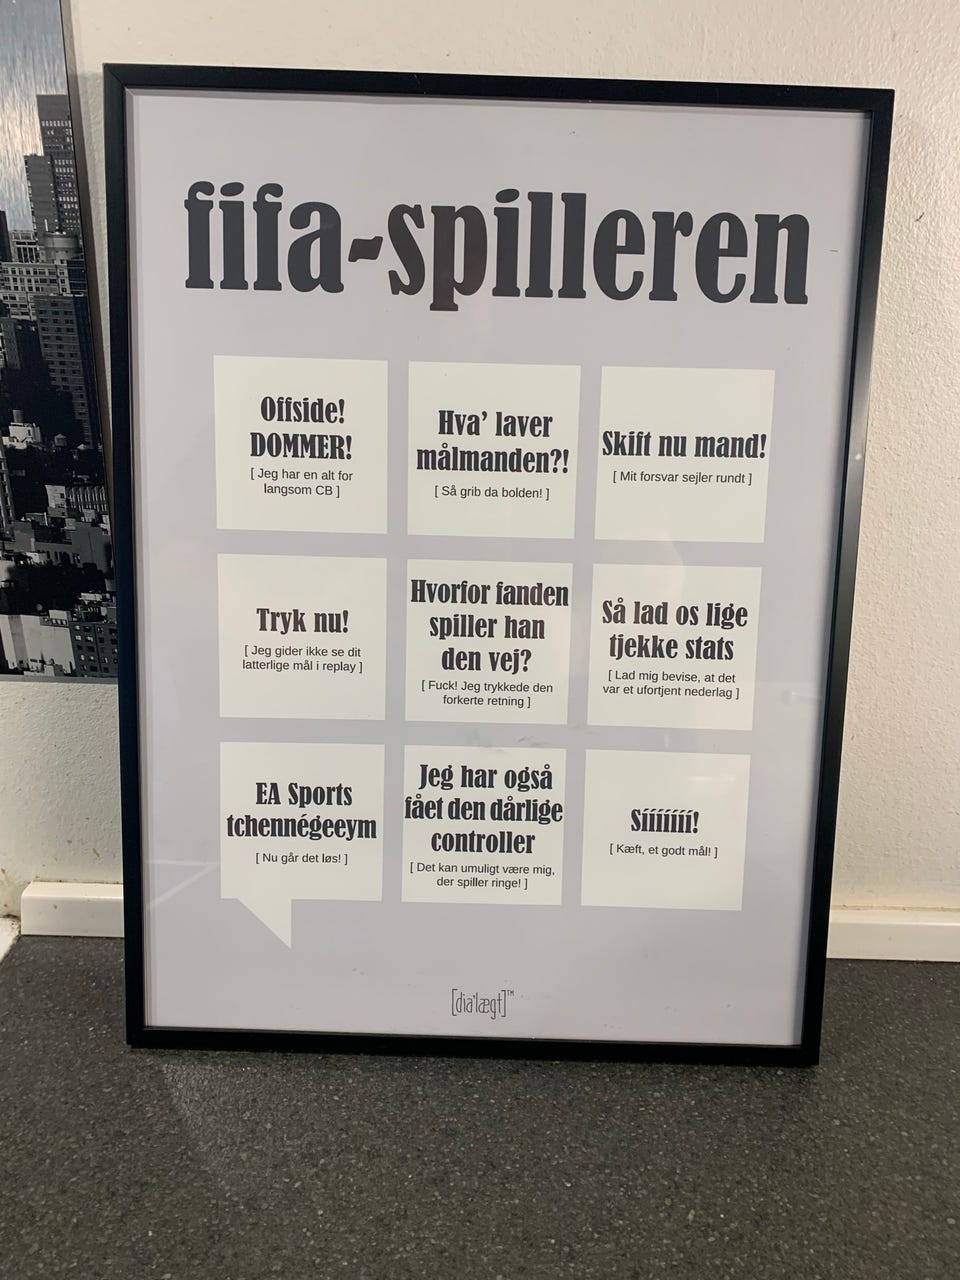 fifa-spilleren
Offside!
DOMMER!
[ Jeg har en alt for
langsom CB ]
Hva’ laver
målmanden?!
[ Så grib da bolden! ]
Skift nu mand!
[ Mit forsvar sejler rundt ]
Tryk nu!
[ Jeg gider ikke se dit
latterlige mål i replay ]
Hvorfor fanden
spiller han
den vej?
[ Fuck! Jeg trykkede den
forkerte retning ]
Så lad os lige
tjekke stats
[ Lad mig bevise, at det
var et ufortjent nederlag ]
EA Sports
tchennégeeym
[ Nu går det løs! ]
Jeg har også
fået den dårlige
controller
[ Det kan umuligt være mig,
der spiller ringe! ]
Síííííííí!
[ Kæft, et godt mål! ]
[dia'lægt]™